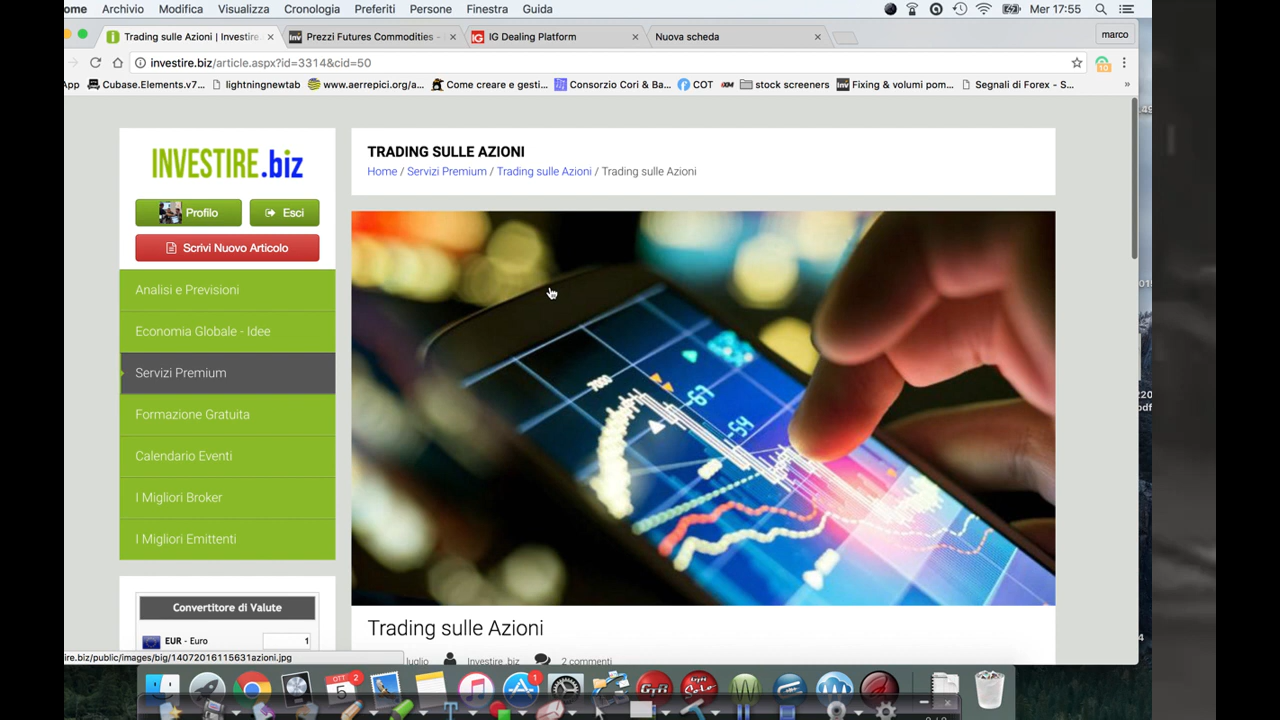 ome Archivio Modifica Visualizza Cronologia Preferiti Persone Finestra Guida Mer 17:55
Trading sulle Azioni | Investire Prezzi Futures Commodities - IG Dealing Platform Nuova scheda marco
investire.biz/article.aspx?id=3314&cid=50
App Cubase.Elements.v7... lightningnewtab www.aerrepici.org/a... Come creare e gesti... Consorzio Cori & Ba... COT stock screeners Fixing & volumi pom... Segnali di Forex - S... »
INVESTIRE.biz
Profilo Esci
Scrivi Nuovo Articolo
Analisi e Previsioni
Economia Globale - Idee
Servizi Premium
Formazione Gratuita
Calendario Eventi
I Migliori Broker
I Migliori Emittenti
Convertitore di Valute
EUR - Euro 1
TRADING SULLE AZIONI
Home / Servizi Premium / Trading sulle Azioni / Trading sulle Azioni
Trading sulle Azioni
luglio Investire biz 2 commenti
ire.biz/public/images/big/14072016115631azioni.jpg
OTT
5
2
1